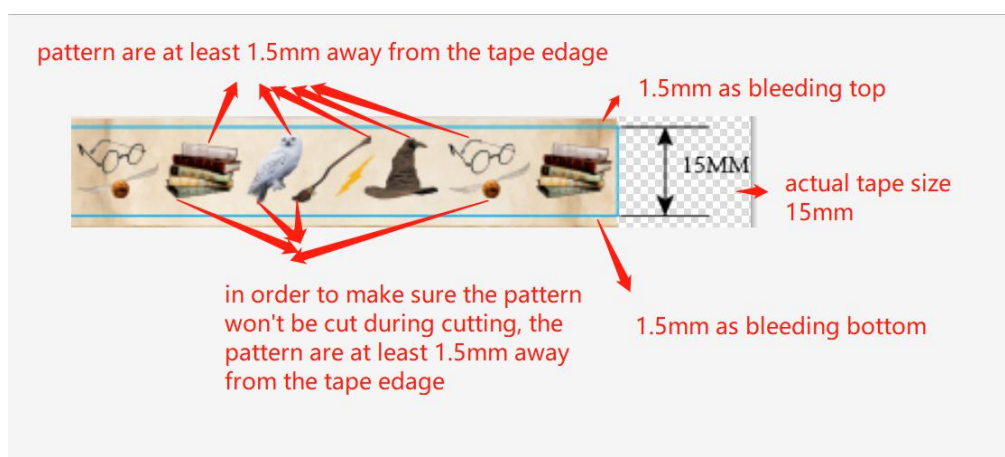 pattern are at least 1.5mm away from the tape edage
1.5mm as bleeding top
15MM
actual tape size
15mm
in order to make sure the pattern
won't be cut during cutting, the
pattern are at least 1.5mm away
from the tape edage
1.5mm as bleeding bottom